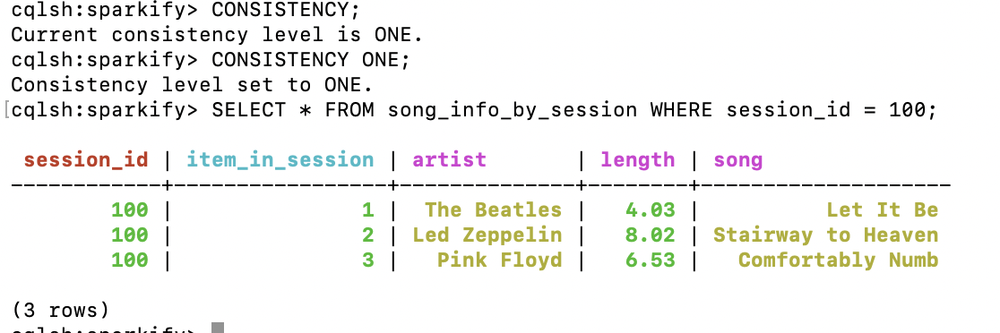 cqlsh:sparkify> CONSISTENCY;
Current consistency level is ONE.
cqlsh:sparkify> CONSISTENCY ONE;
Consistency level set to ONE.
[cqlsh:sparkify> SELECT * FROM song_info_by_session WHERE session_id = 100;
 session_id | item_in_session | artist       | length | song
------------+-----------------+--------------+--------+--------------------
        100 |               1 |  The Beatles |   4.03 |          Let It Be
        100 |               2 | Led Zeppelin |   8.02 | Stairway to Heaven
        100 |               3 |   Pink Floyd |   6.53 |   Comfortably Numb
(3 rows)
cqlsh:sparkify>